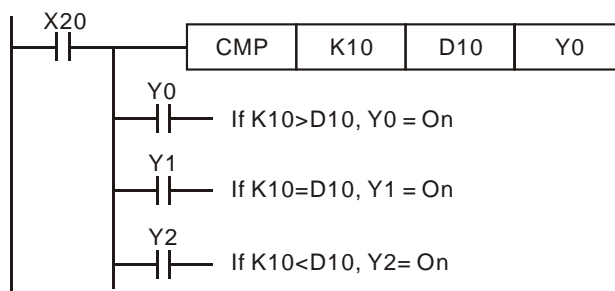 X20
CMP K10 D10 Y0
Y0
If K10>D10, Y0 = On
Y1
If K10=D10, Y1 = On
Y2
If K10<D10, Y2= On